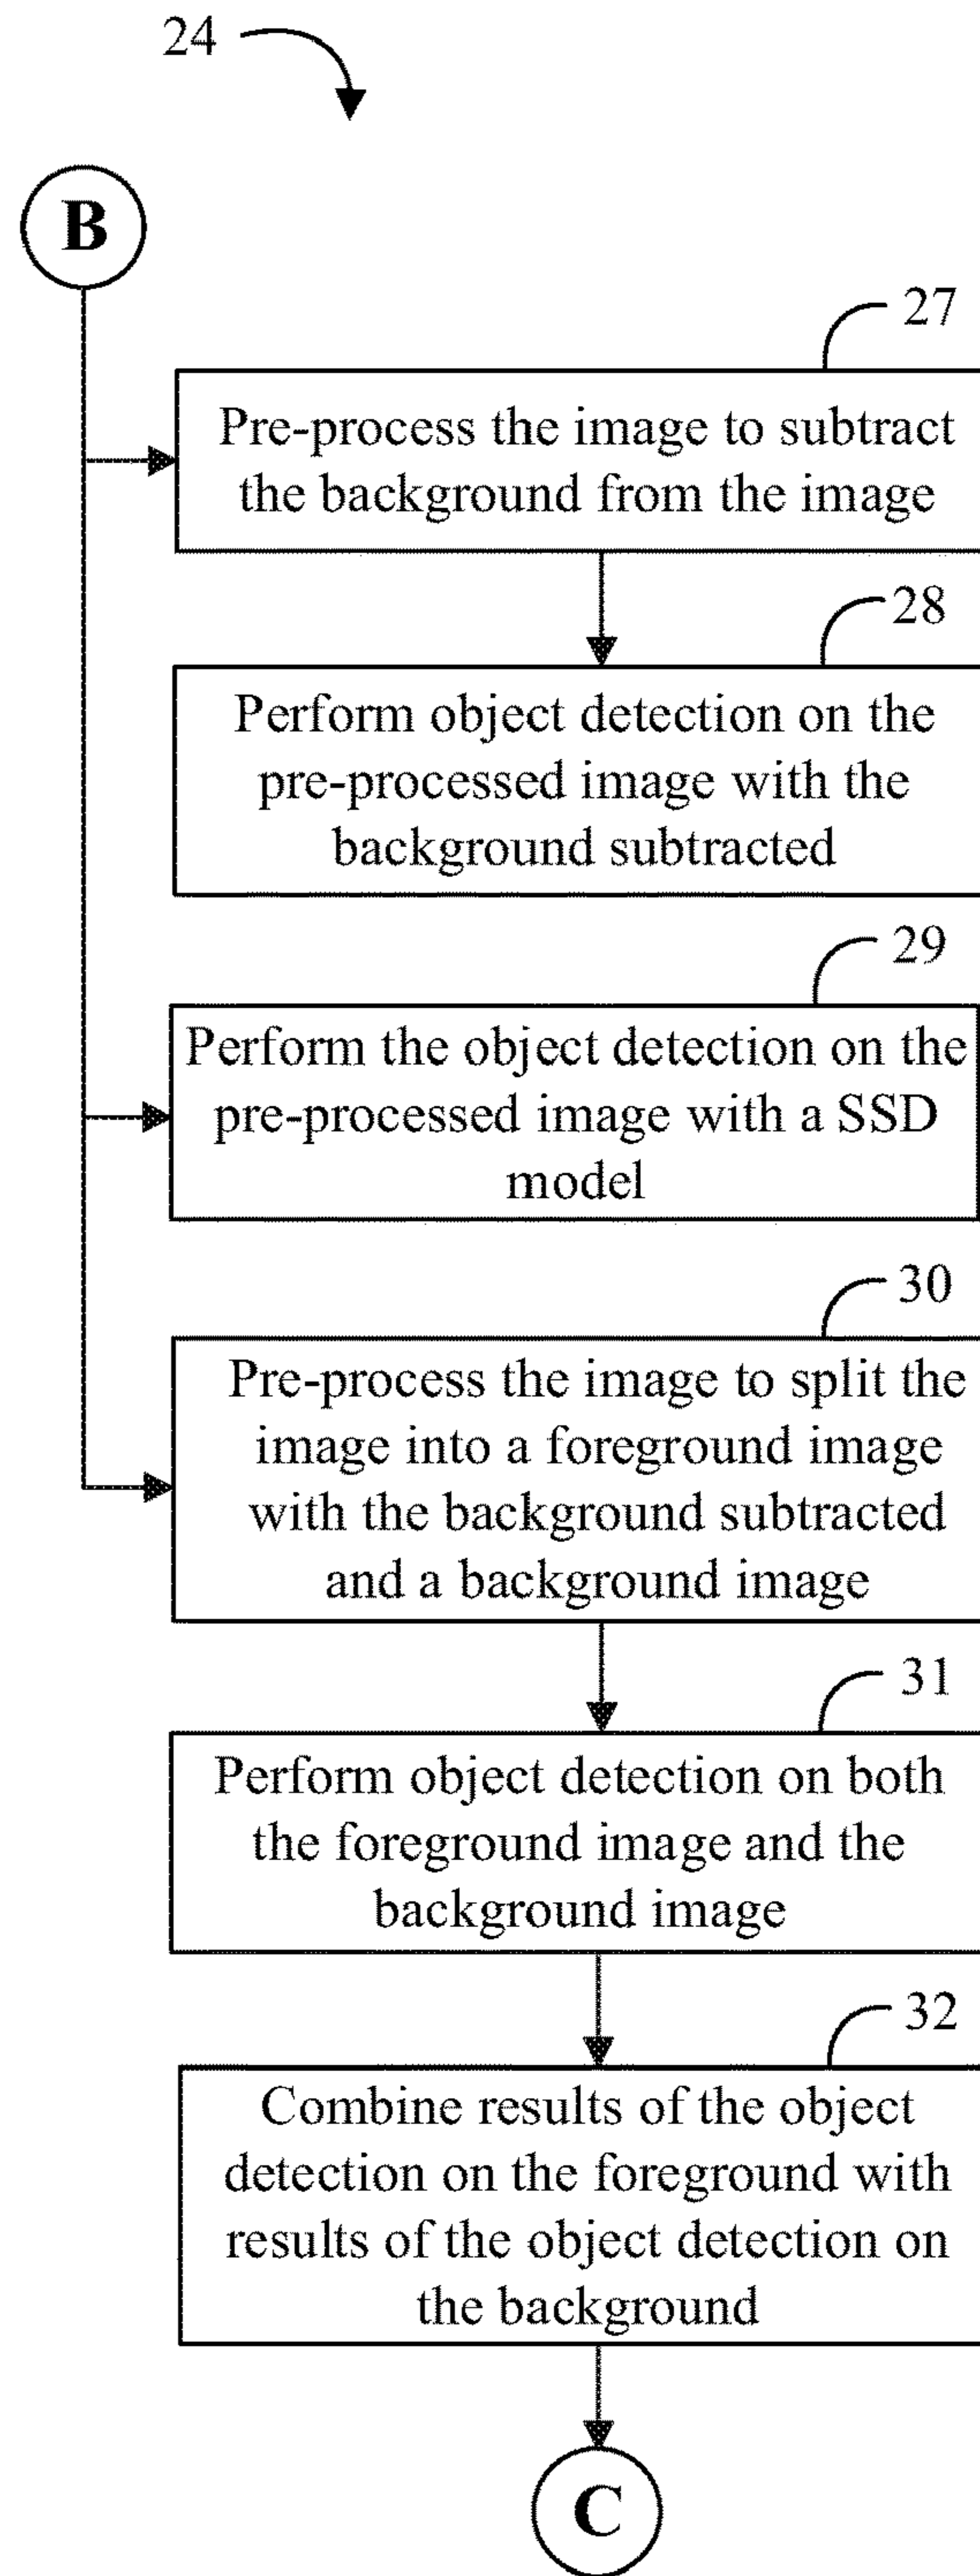 24
B
27
Pre-process the image to subtract
the background from the image
28
Perform object detection on the
pre-processed image with the
background subtracted
29
Perform the object detection on the
pre-processed image with a SSD
model
30
Pre-process the image to split the
image into a foreground image
with the background subtracted
and a background image
31
Perform object detection on both
the foreground image and the
background image
32
Combine results of the object
detection on the foreground with
results of the object detection on
the background
C